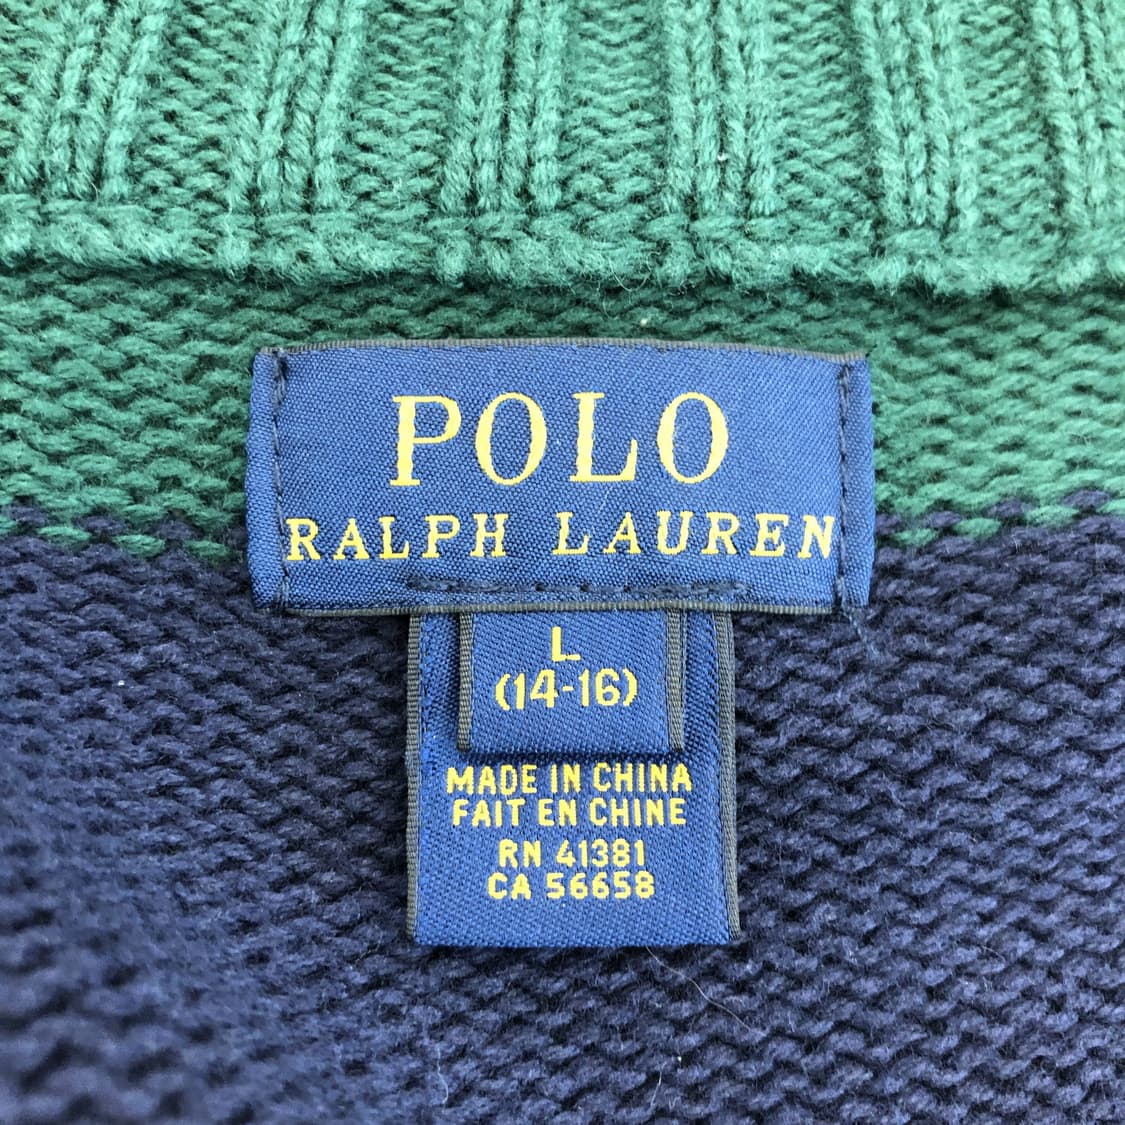 POLO
RALPH LAUREN
L
(14-16)
MADE IN CHINA
FAIT EN CHINE
RN 41381
CA 56658